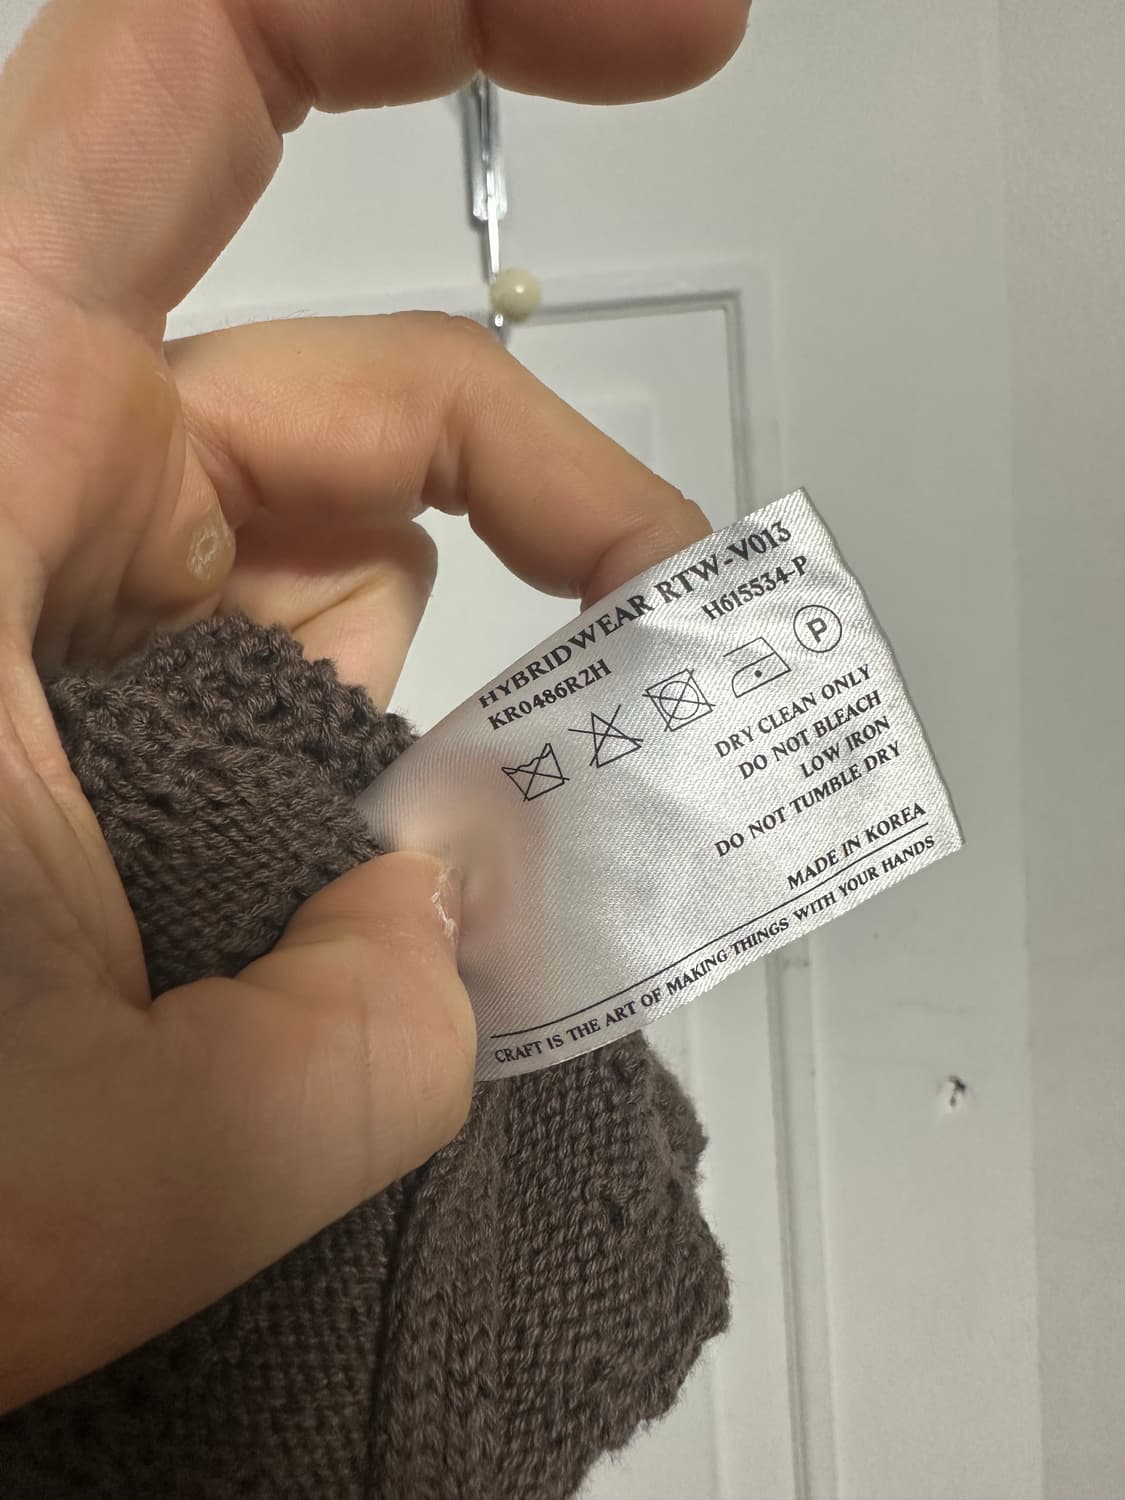 HYBRIDWEAR RTW-V013
KR0486R2H
H615534-P
P
DRY CLEAN ONLY
DO NOT BLEACH
LOW IRON
DO NOT TUMBLE DRY
MADE IN KOREA
CRAFT IS THE ART OF MAKING THINGS WITH YOUR HANDS